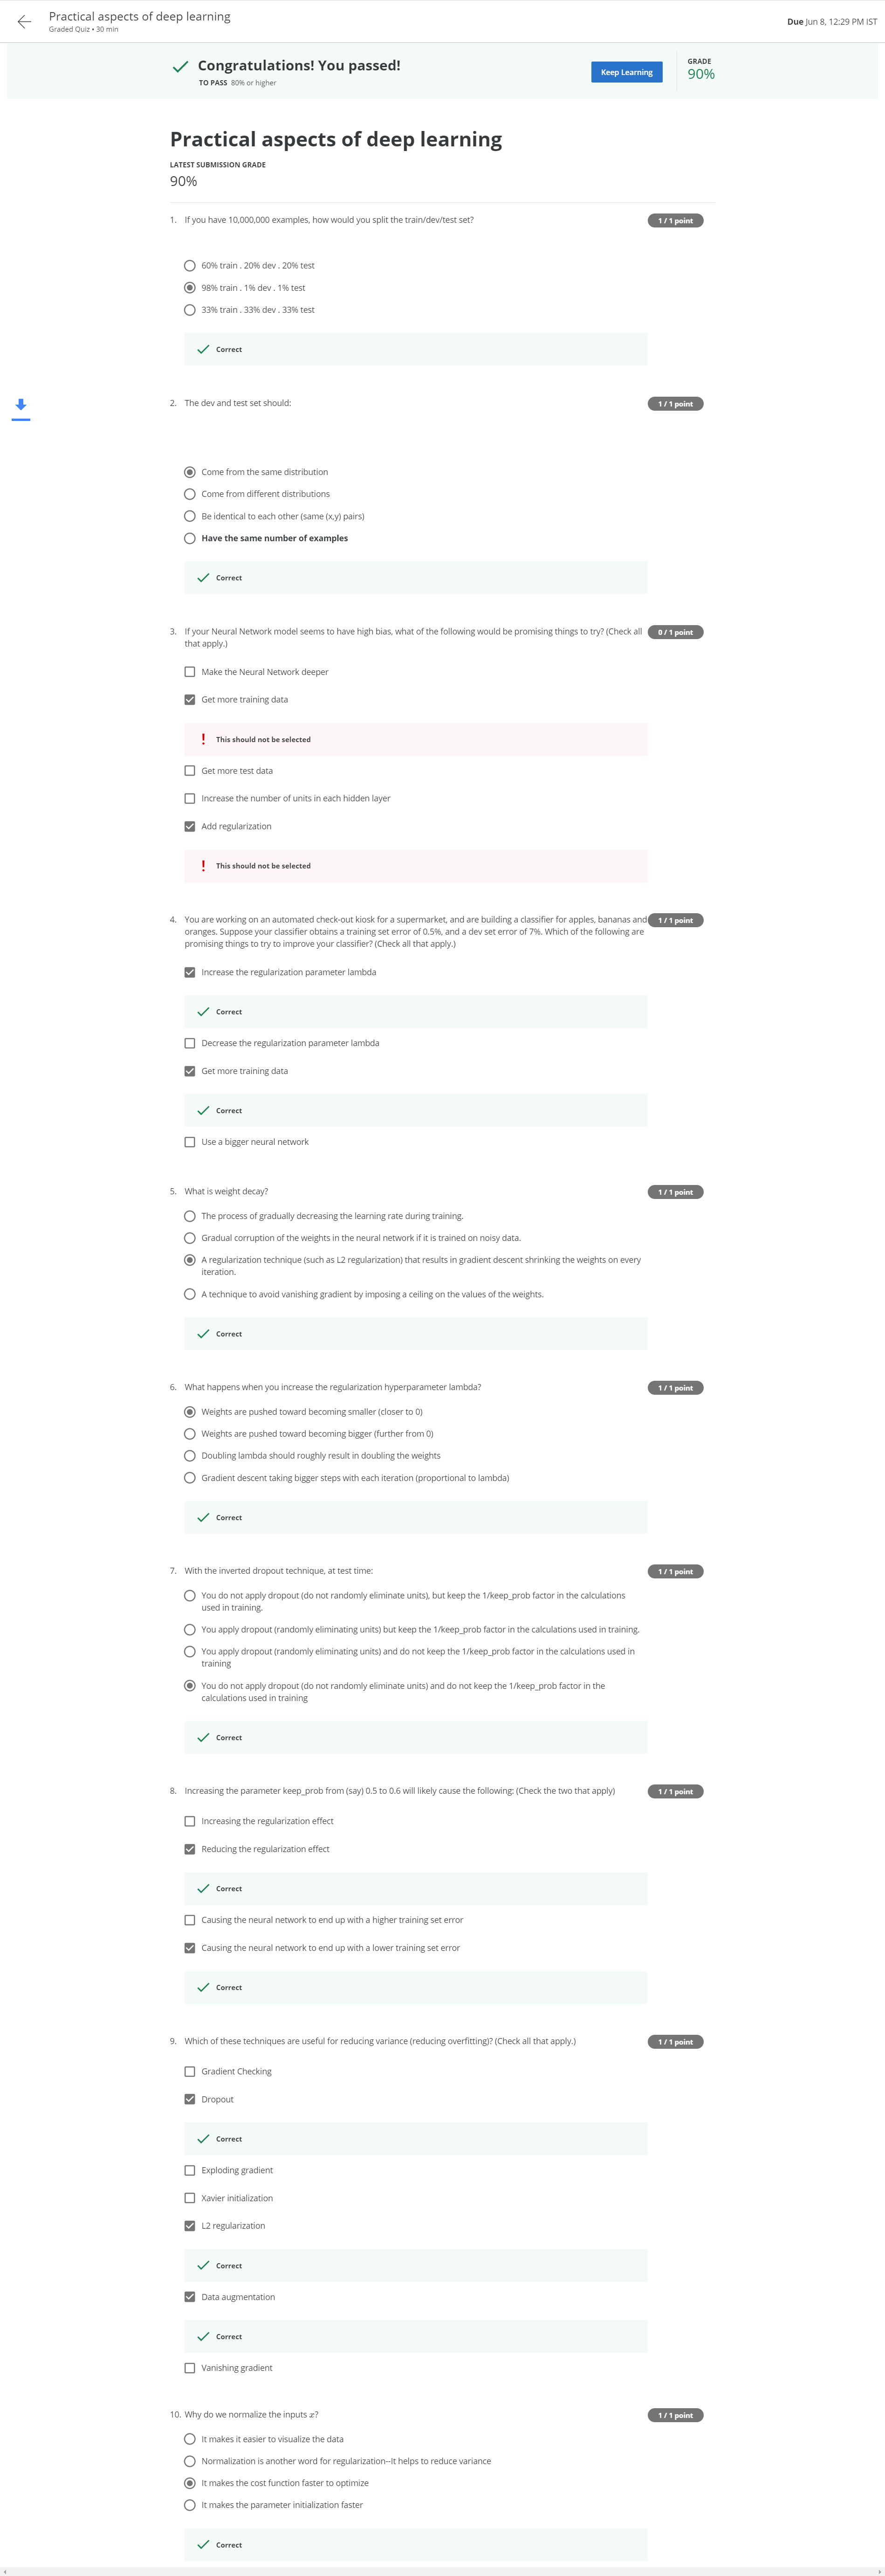 Practical aspects of deep learning
Graded Quiz • 30 min
Due Jun 8, 12:29 PM IST
Congratulations! You passed!
TO PASS 80% or higher
Keep Learning
GRADE
90%
Practical aspects of deep learning
LATEST SUBMISSION GRADE
90%
1. If you have 10,000,000 examples, how would you split the train/dev/test set?
1 / 1 point
60% train . 20% dev . 20% test
98% train . 1% dev . 1% test
33% train . 33% dev . 33% test
Correct
2. The dev and test set should:
1 / 1 point
Come from the same distribution
Come from different distributions
Be identical to each other (same (x,y) pairs)
Have the same number of examples
Correct
3. If your Neural Network model seems to have high bias, what of the following would be promising things to try? (Check all
that apply.)
0 / 1 point
Make the Neural Network deeper
Get more training data
This should not be selected
Get more test data
Increase the number of units in each hidden layer
Add regularization
This should not be selected
4. You are working on an automated check-out kiosk for a supermarket, and are building a classifier for apples, bananas and
oranges. Suppose your classifier obtains a training set error of 0.5%, and a dev set error of 7%. Which of the following are
promising things to try to improve your classifier? (Check all that apply.)
1 / 1 point
Increase the regularization parameter lambda
Correct
Decrease the regularization parameter lambda
Get more training data
Correct
Use a bigger neural network
5. What is weight decay?
1 / 1 point
The process of gradually decreasing the learning rate during training.
Gradual corruption of the weights in the neural network if it is trained on noisy data.
A regularization technique (such as L2 regularization) that results in gradient descent shrinking the weights on every
iteration.
A technique to avoid vanishing gradient by imposing a ceiling on the values of the weights.
Correct
6. What happens when you increase the regularization hyperparameter lambda?
1 / 1 point
Weights are pushed toward becoming smaller (closer to 0)
Weights are pushed toward becoming bigger (further from 0)
Doubling lambda should roughly result in doubling the weights
Gradient descent taking bigger steps with each iteration (proportional to lambda)
Correct
7. With the inverted dropout technique, at test time:
1 / 1 point
You do not apply dropout (do not randomly eliminate units), but keep the 1/keep_prob factor in the calculations
used in training.
You apply dropout (randomly eliminating units) but keep the 1/keep_prob factor in the calculations used in training.
You apply dropout (randomly eliminating units) and do not keep the 1/keep_prob factor in the calculations used in
training
You do not apply dropout (do not randomly eliminate units) and do not keep the 1/keep_prob factor in the
calculations used in training
Correct
8. Increasing the parameter keep_prob from (say) 0.5 to 0.6 will likely cause the following: (Check the two that apply)
1 / 1 point
Increasing the regularization effect
Reducing the regularization effect
Correct
Causing the neural network to end up with a higher training set error
Causing the neural network to end up with a lower training set error
Correct
9. Which of these techniques are useful for reducing variance (reducing overfitting)? (Check all that apply.)
1 / 1 point
Gradient Checking
Dropout
Correct
Exploding gradient
Xavier initialization
L2 regularization
Correct
Data augmentation
Correct
Vanishing gradient
10. Why do we normalize the inputs x?
1 / 1 point
It makes it easier to visualize the data
Normalization is another word for regularization--It helps to reduce variance
It makes the cost function faster to optimize
It makes the parameter initialization faster
Correct